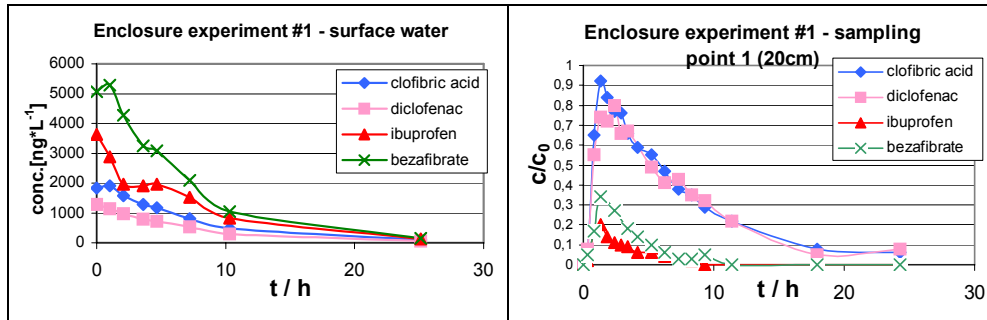 Enclosure experiment #1 - surface water
6000
5000
4000
3000
2000
1000
0
conc.[ng*L⁻¹]
clofibric acid
diclofenac
ibuprofen
bezafibrate
0
10
20
30
t / h
Enclosure experiment #1 - sampling
point 1 (20cm)
1
0,9
0,8
0,7
0,6
0,5
0,4
0,3
0,2
0,1
0
c/c₀
clofibric acid
diclofenac
ibuprofen
bezafibrate
0
10
20
30
t / h